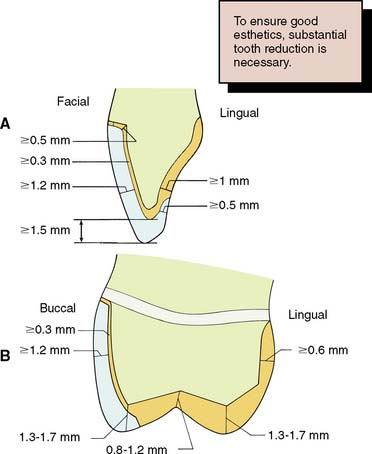 To ensure good
esthetics, substantial
tooth reduction is
necessary.
Facial
Lingual
A
≥0.5 mm
≥0.3 mm
≥1.2 mm
≥1 mm
≥0.5 mm
≥1.5 mm
Buccal
Lingual
≥0.3 mm
≥1.2 mm
B
≥0.6 mm
1.3-1.7 mm
0.8-1.2 mm
1.3-1.7 mm